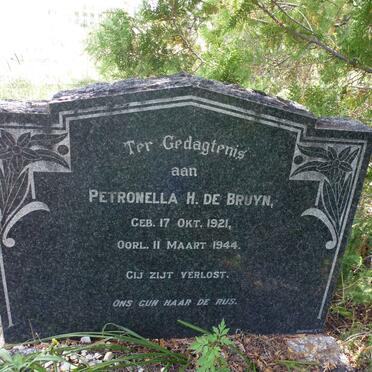 Ter Gedagtenis
aan
Petronella H. de Bruyn,
Geb. 17 Okt. 1921,
Oorl. 11 Maart 1944.
Gij zijt verlost.
Ons gun haar de rus.